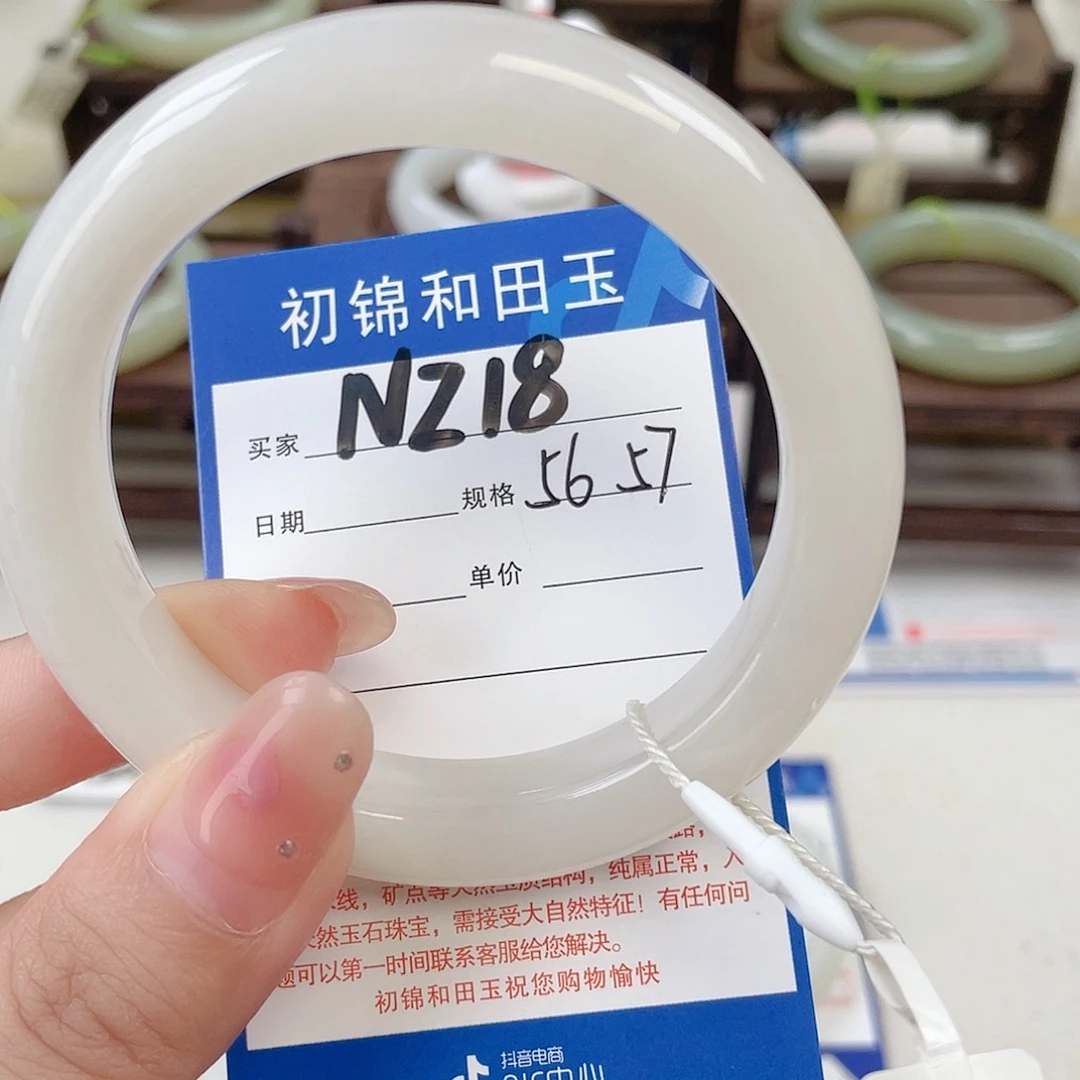 初锦和田玉
买家 NZ18
日期 规格 56 57
单价
线，矿点等天然玉质结构，纯属正常，人
然玉石珠宝，需接受大自然特征！有任何问
题可以第一时间联系客服给您解决。
初锦和田玉祝您购物愉快
抖音电商